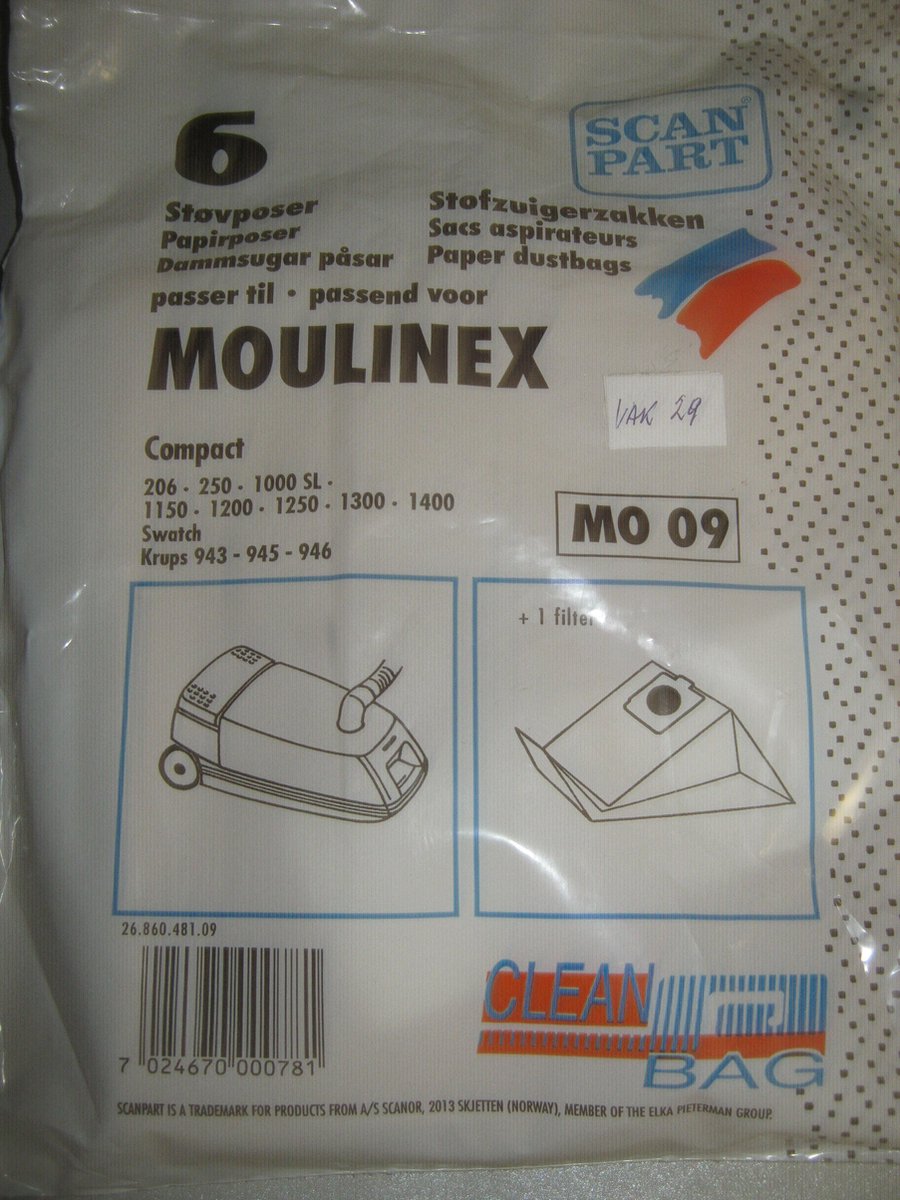 6
SCAN
PART
Støvposer
Papirposer
Dammsugar påsar
Stofzuigerzakken
Sacs aspirateurs
Paper dustbags
passer til · passend voor
MOULINEX
VAK 29
Compact
206 · 250 · 1000 SL ·
1150 · 1200 · 1250 · 1300 · 1400
Swatch
Krups 943 - 945 - 946
MO 09
+ 1 filter
26.860.481.09
7 024670 000781
CLEAN
BAG
SCANPART IS A TRADEMARK FOR PRODUCTS FROM A/S SCANOR, 2013 SKJETTEN (NORWAY), MEMBER OF THE ELKA PIETERMAN GROUP.